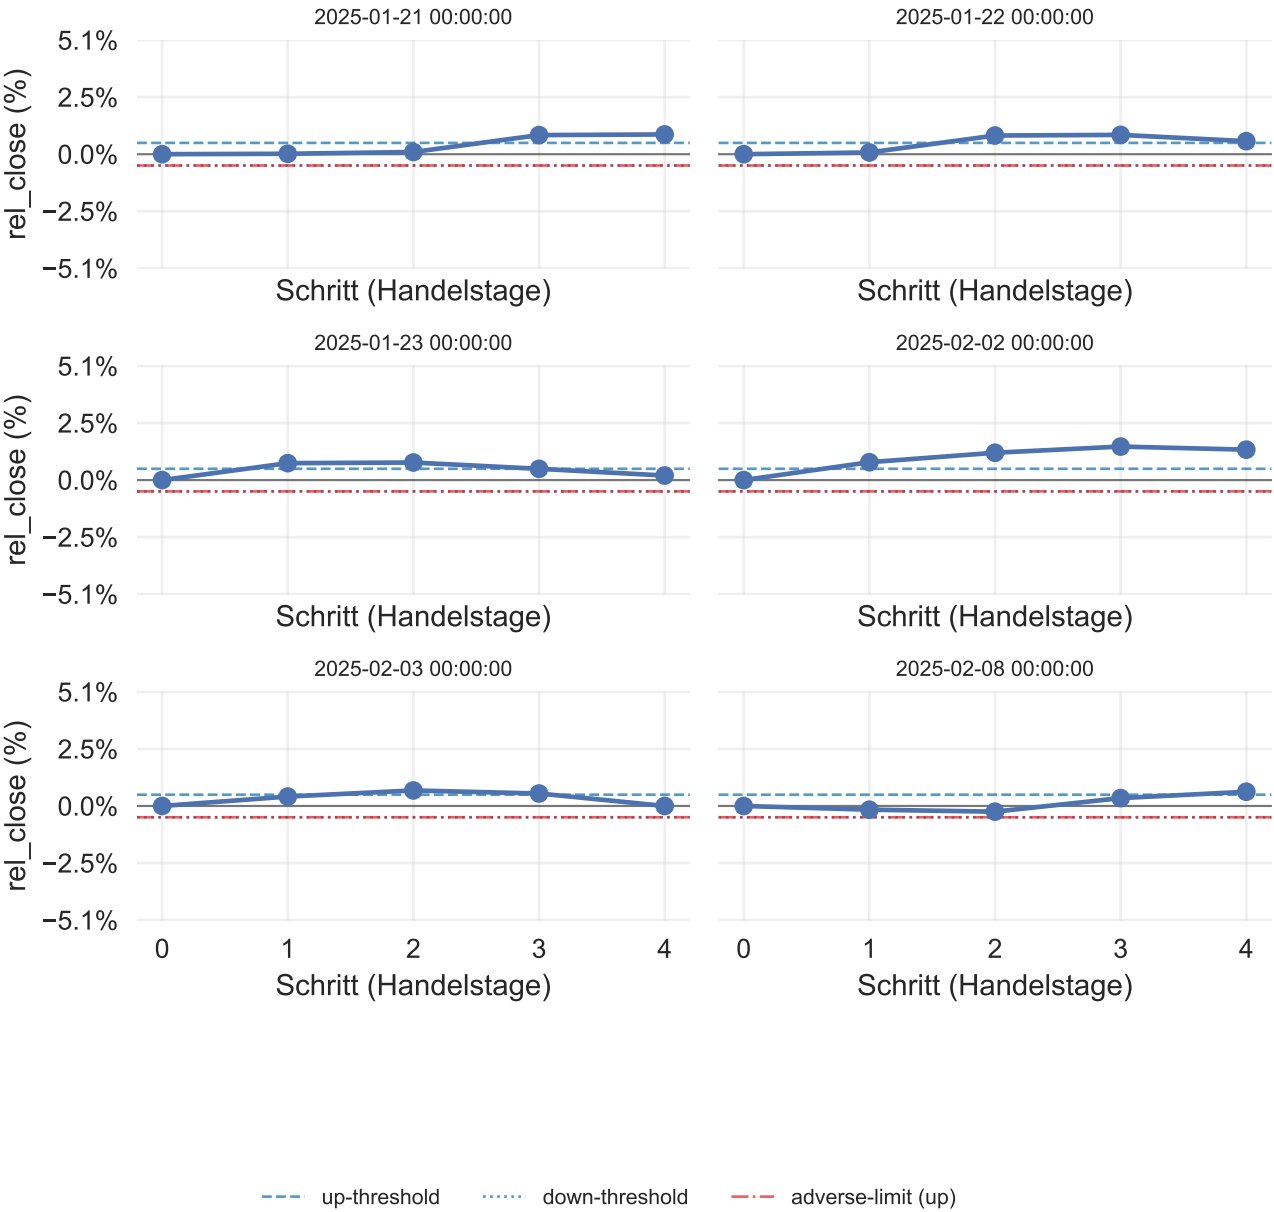 2025-01-21 00:00:00
2025-01-22 00:00:00
5.1%
2.5%
0.0%
−2.5%
−5.1%
rel_close (%)
Schritt (Handelstage)
Schritt (Handelstage)
2025-01-23 00:00:00
2025-02-02 00:00:00
5.1%
2.5%
0.0%
−2.5%
−5.1%
rel_close (%)
Schritt (Handelstage)
Schritt (Handelstage)
2025-02-03 00:00:00
2025-02-08 00:00:00
5.1%
2.5%
0.0%
−2.5%
−5.1%
rel_close (%)
0 1 2 3 4
0 1 2 3 4
Schritt (Handelstage)
Schritt (Handelstage)
up-threshold down-threshold adverse-limit (up)